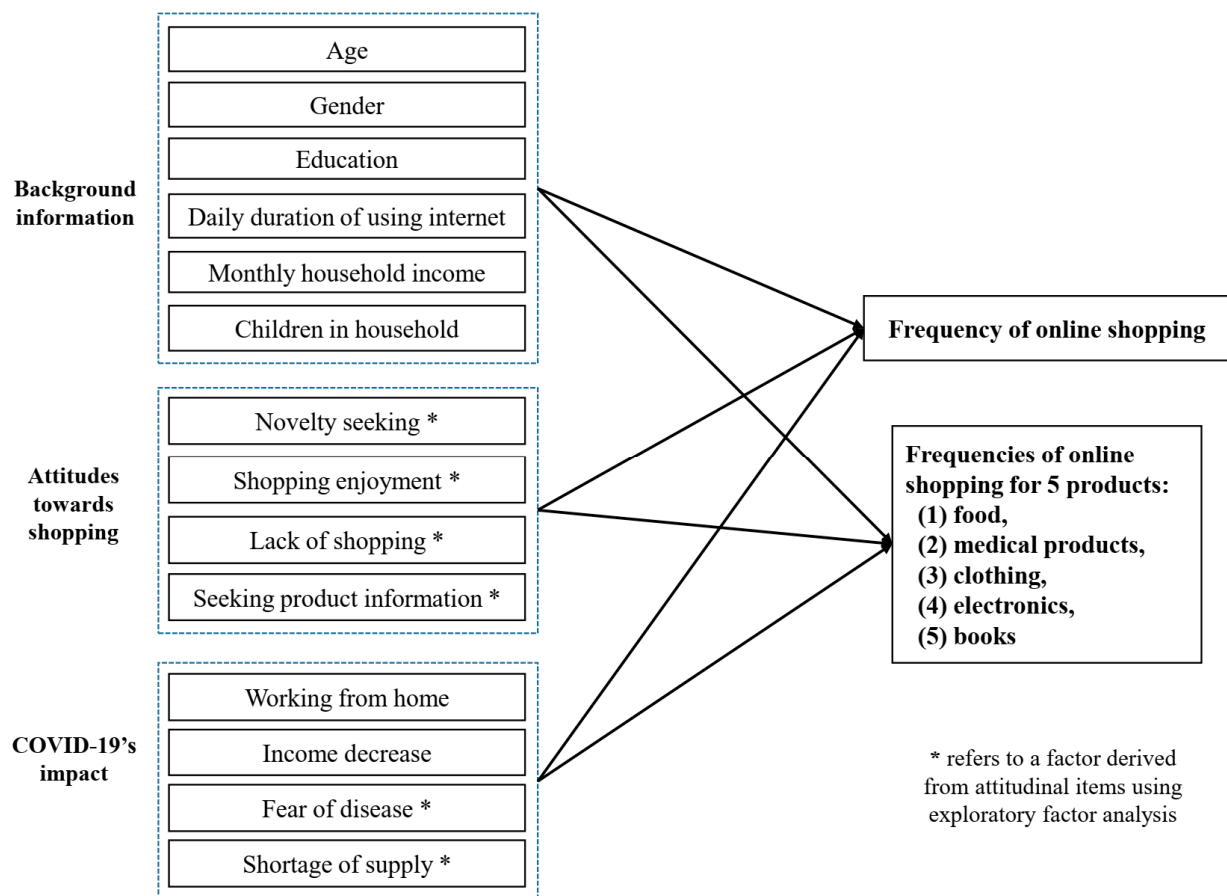 Background
information
Age
Gender
Education
Daily duration of using internet
Monthly household income
Children in household
Attitudes
towards
shopping
Novelty seeking *
Shopping enjoyment *
Lack of shopping *
Seeking product information *
COVID-19’s
impact
Working from home
Income decrease
Fear of disease *
Shortage of supply *
Frequency of online shopping
Frequencies of online
shopping for 5 products:
(1) food,
(2) medical products,
(3) clothing,
(4) electronics,
(5) books
* refers to a factor derived
from attitudinal items using
exploratory factor analysis